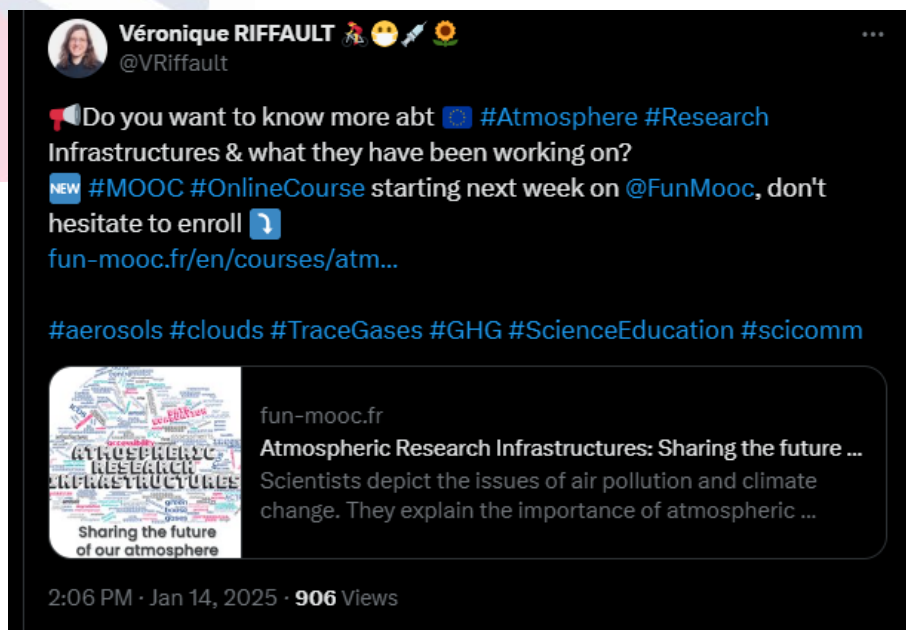 Véronique RIFFAULT 🚴😷💉🌻
@VRiffault
📢Do you want to know more abt 🇪🇺 #Atmosphere #Research
Infrastructures & what they have been working on?
🆕 #MOOC #OnlineCourse starting next week on @FunMooc, don't
hesitate to enroll ⤵️
fun-mooc.fr/en/courses/atm...
#aerosols #clouds #TraceGases #GHG #ScienceEducation #scicomm
ATMOSPHERIC
RESEARCH
INFRASTRUCTURES
Sharing the future
of our atmosphere
fun-mooc.fr
Atmospheric Research Infrastructures: Sharing the future ...
Scientists depict the issues of air pollution and climate
change. They explain the importance of atmospheric ...
2:06 PM · Jan 14, 2025 · 906 Views